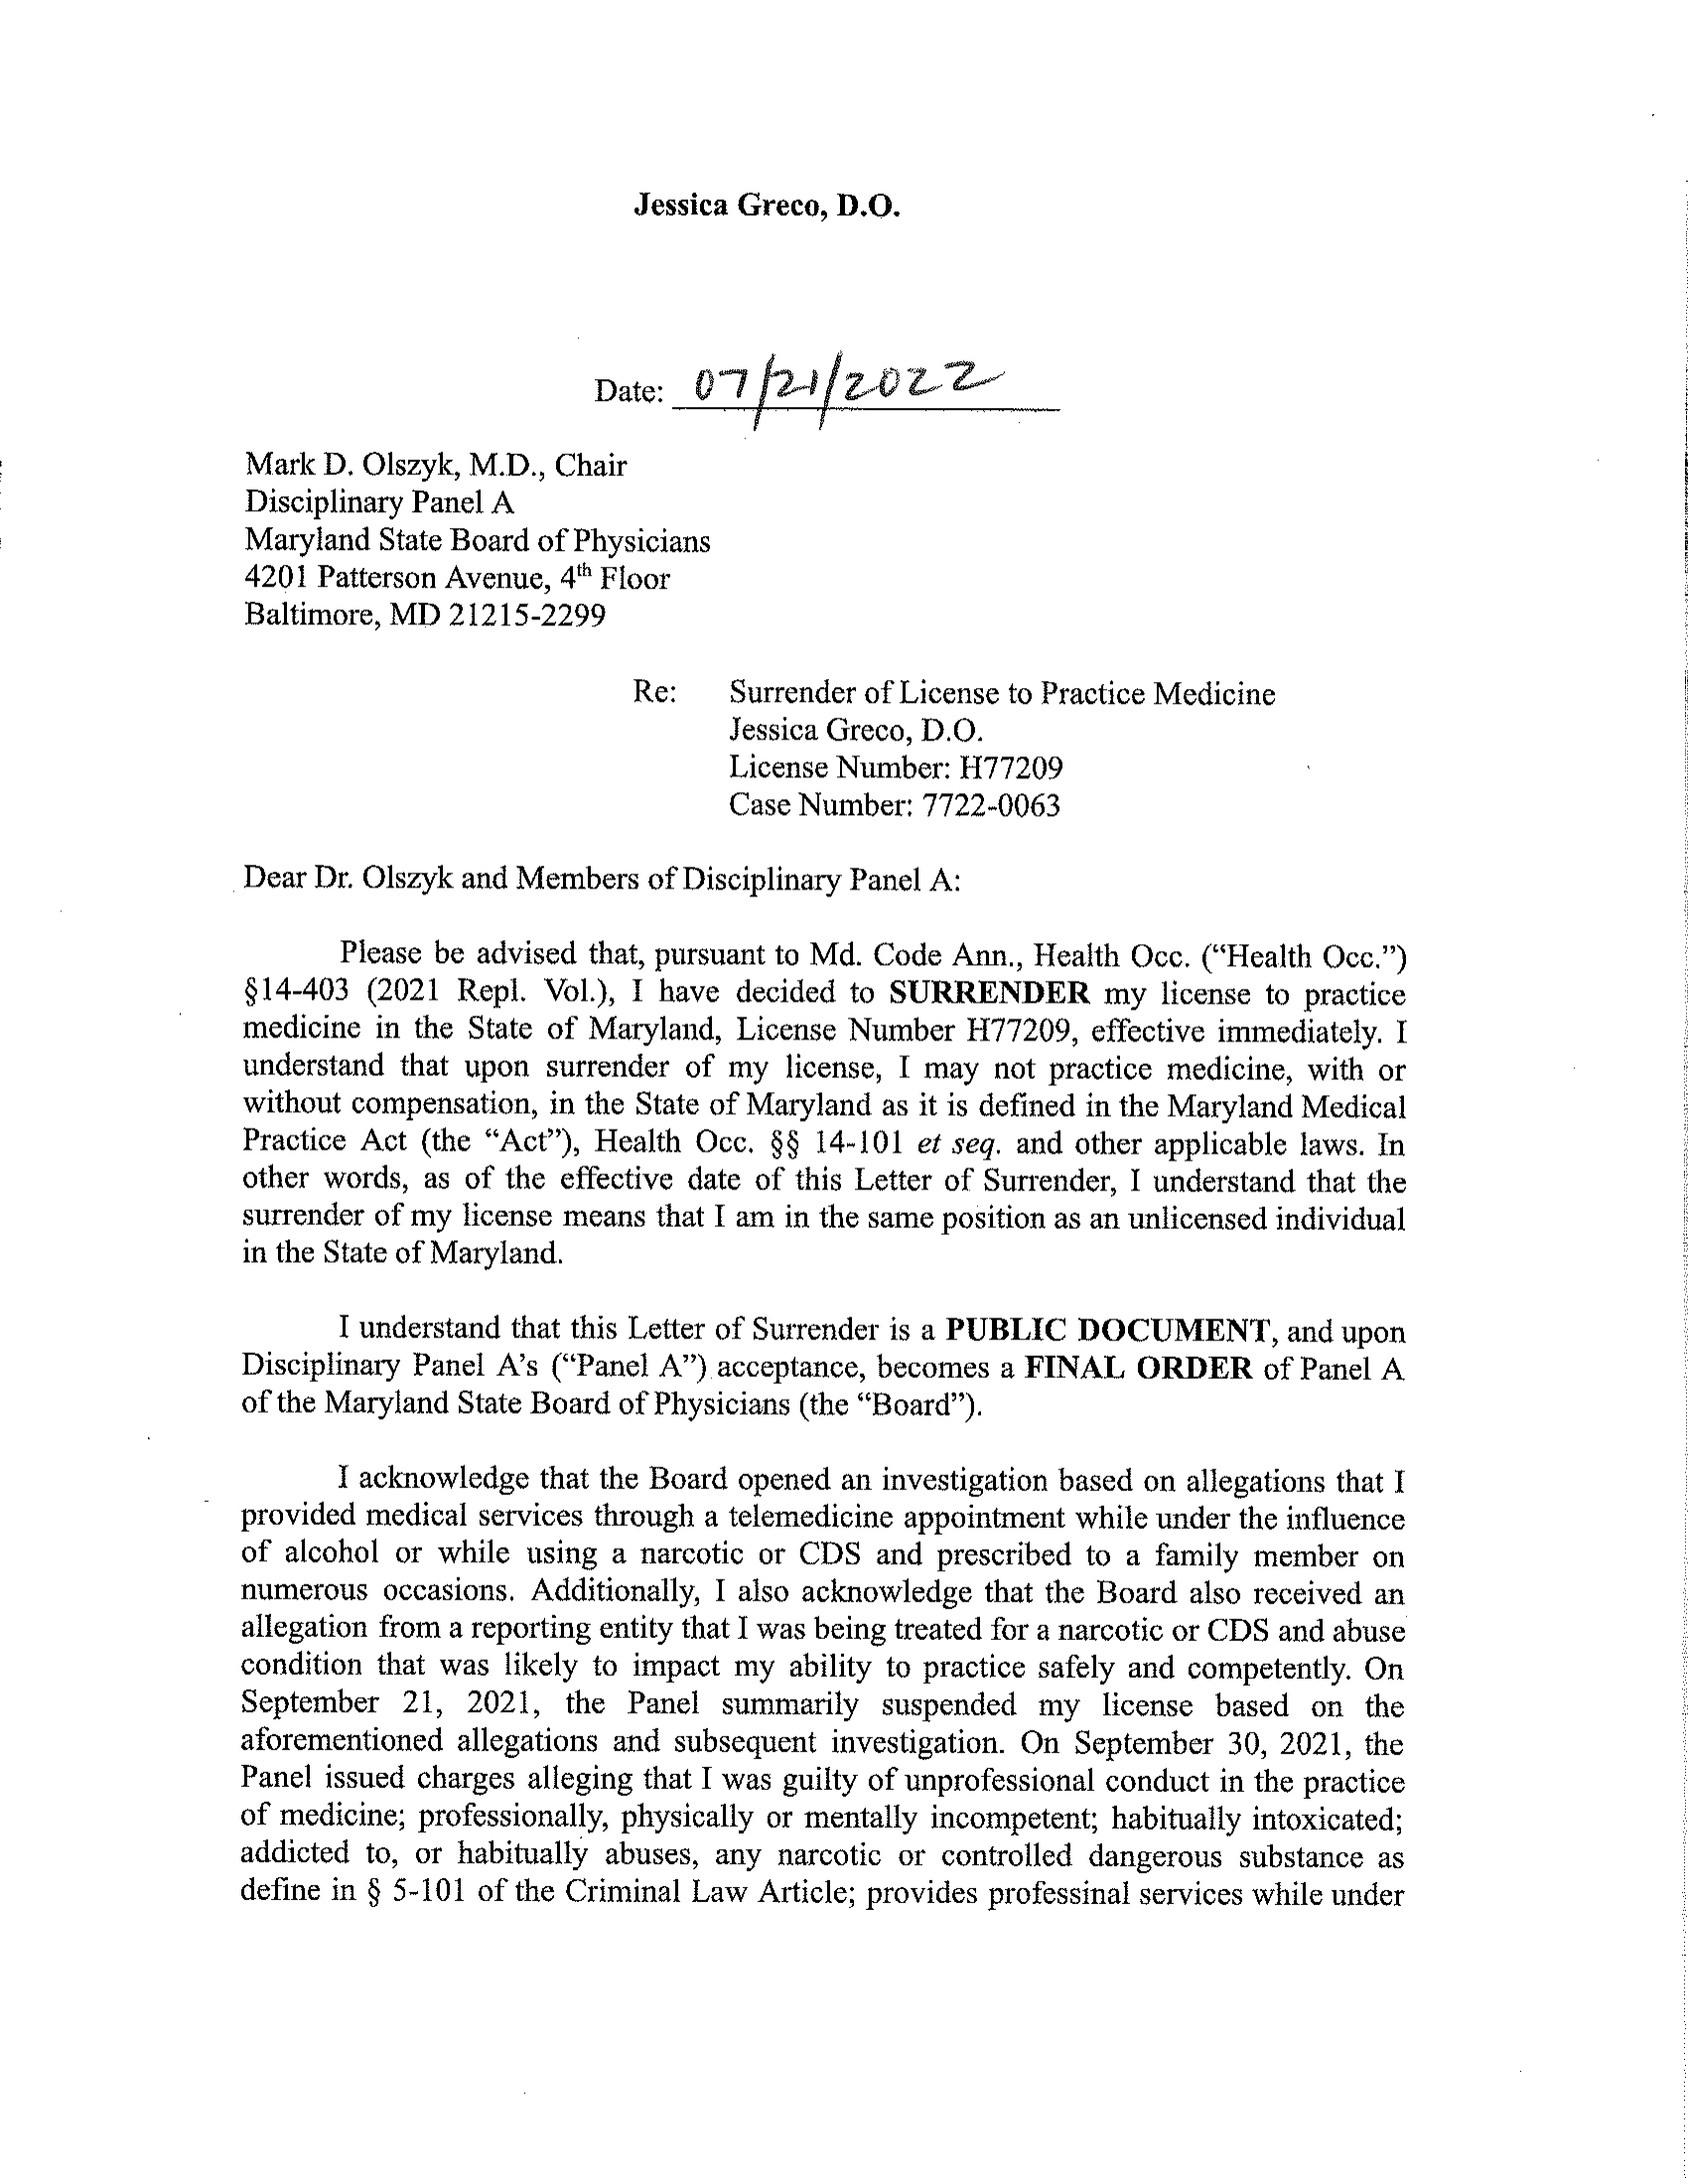 Jessica Greco, D.O.
Date: 07/21/2022
Mark D. Olszyk, M.D., Chair
Disciplinary Panel A
Maryland State Board of Physicians
4201 Patterson Avenue, 4th Floor
Baltimore, MD 21215-2299
Re: Surrender of License to Practice Medicine
Jessica Greco, D.O.
License Number: H77209
Case Number: 7722-0063
Dear Dr. Olszyk and Members of Disciplinary Panel A:
Please be advised that, pursuant to Md. Code Ann., Health Occ. (“Health Occ.”)
§14-403 (2021 Repl. Vol.), I have decided to SURRENDER my license to practice
medicine in the State of Maryland, License Number H77209, effective immediately. I
understand that upon surrender of my license, I may not practice medicine, with or
without compensation, in the State of Maryland as it is defined in the Maryland Medical
Practice Act (the “Act”), Health Occ. §§ 14-101 et seq. and other applicable laws. In
other words, as of the effective date of this Letter of Surrender, I understand that the
surrender of my license means that I am in the same position as an unlicensed individual
in the State of Maryland.
I understand that this Letter of Surrender is a PUBLIC DOCUMENT, and upon
Disciplinary Panel A’s (“Panel A”) acceptance, becomes a FINAL ORDER of Panel A
of the Maryland State Board of Physicians (the “Board”).
I acknowledge that the Board opened an investigation based on allegations that I
provided medical services through a telemedicine appointment while under the influence
of alcohol or while using a narcotic or CDS and prescribed to a family member on
numerous occasions. Additionally, I also acknowledge that the Board also received an
allegation from a reporting entity that I was being treated for a narcotic or CDS and abuse
condition that was likely to impact my ability to practice safely and competently. On
September 21, 2021, the Panel summarily suspended my license based on the
aforementioned allegations and subsequent investigation. On September 30, 2021, the
Panel issued charges alleging that I was guilty of unprofessional conduct in the practice
of medicine; professionally, physically or mentally incompetent; habitually intoxicated;
addicted to, or habitually abuses, any narcotic or controlled dangerous substance as
define in § 5-101 of the Criminal Law Article; provides professinal services while under